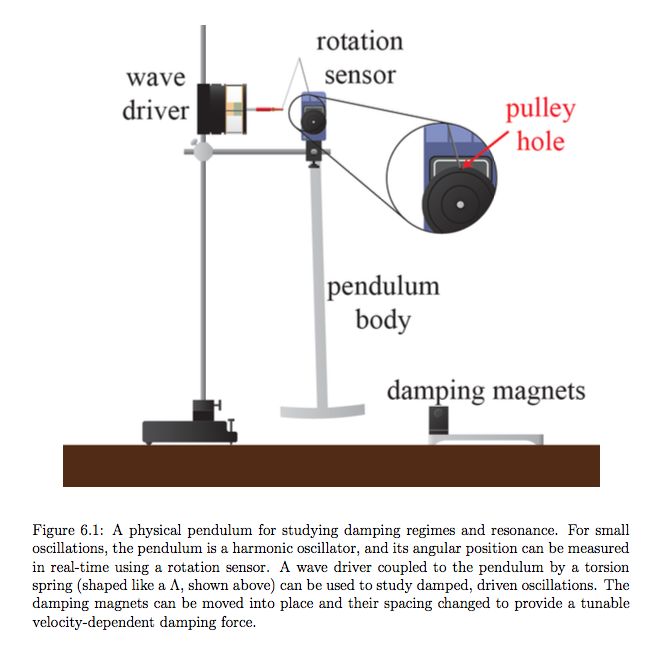 rotation
sensor
wave
driver
pulley
hole
pendulum
body
damping magnets
Figure 6.1: A physical pendulum for studying damping regimes and resonance. For small
oscillations, the pendulum is a harmonic oscillator, and its angular position can be measured
in real-time using a rotation sensor. A wave driver coupled to the pendulum by a torsion
spring (shaped like a Λ, shown above) can be used to study damped, driven oscillations. The
damping magnets can be moved into place and their spacing changed to provide a tunable
velocity-dependent damping force.